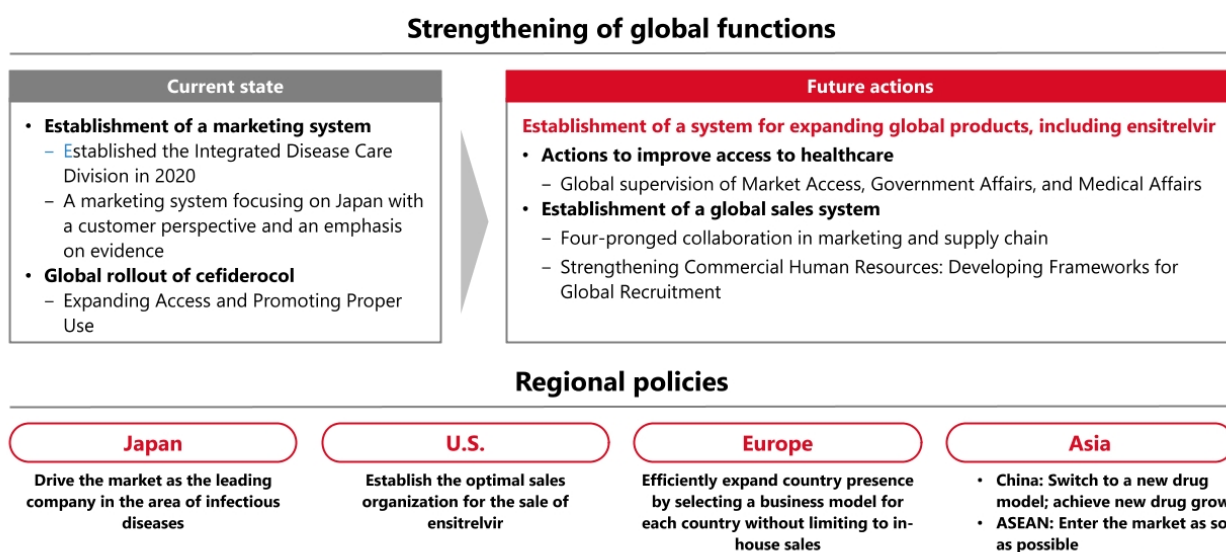 Strengthening of global functions
Current state
• Establishment of a marketing system
– Established the Integrated Disease Care
Division in 2020
– A marketing system focusing on Japan with
a customer perspective and an emphasis
on evidence
• Global rollout of cefiderocol
– Expanding Access and Promoting Proper
Use
Future actions
Establishment of a system for expanding global products, including ensitrelvir
• Actions to improve access to healthcare
– Global supervision of Market Access, Government Affairs, and Medical Affairs
• Establishment of a global sales system
– Four-pronged collaboration in marketing and supply chain
– Strengthening Commercial Human Resources: Developing Frameworks for
Global Recruitment
Regional policies
Japan
Drive the market as the leading
company in the area of infectious
diseases
U.S.
Establish the optimal sales
organization for the sale of
ensitrelvir
Europe
Efficiently expand country presence
by selecting a business model for
each country without limiting to in-
house sales
Asia
• China: Switch to a new drug
model; achieve new drug
• ASEAN: Enter the market as
as possible